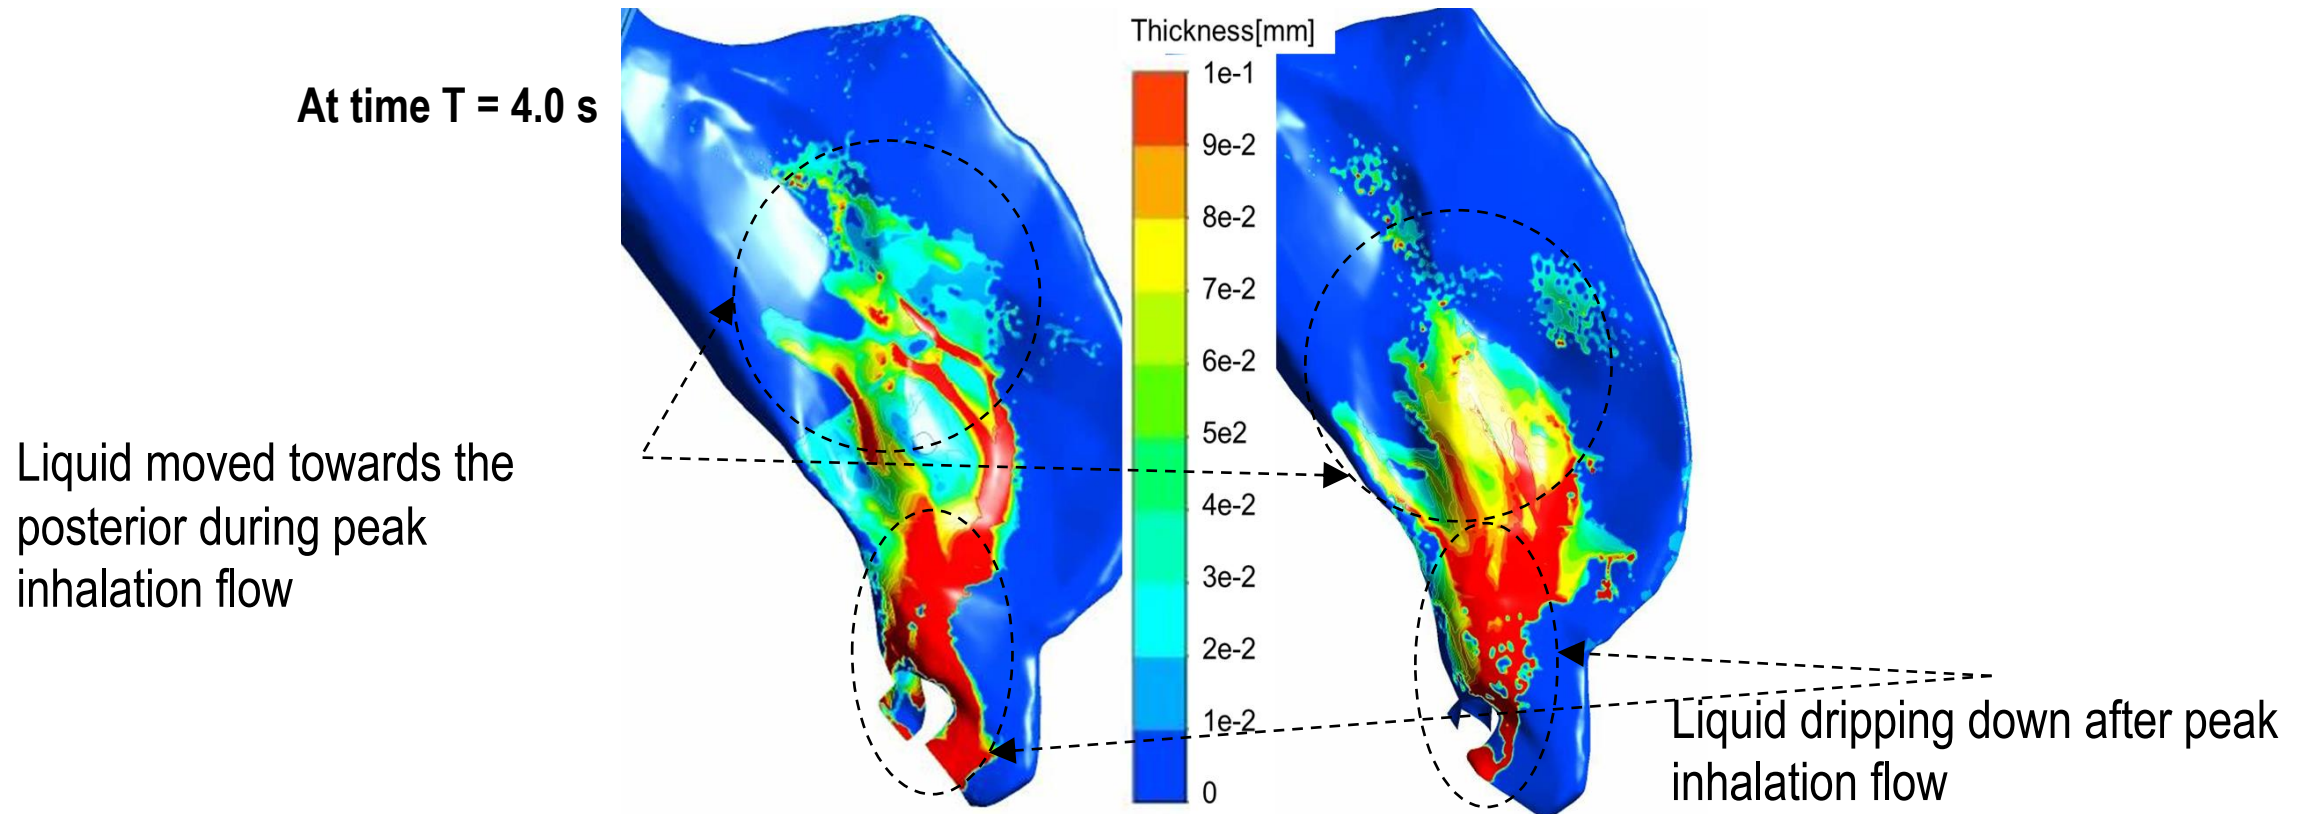 Thickness[mm]
At time T = 4.0 s
1e-1
9e-2
8e-2
7e-2
6e-2
5e2
4e-2
3e-2
2e-2
1e-2
0
Liquid moved towards the
posterior during peak
inhalation flow
Liquid dripping down after peak
inhalation flow